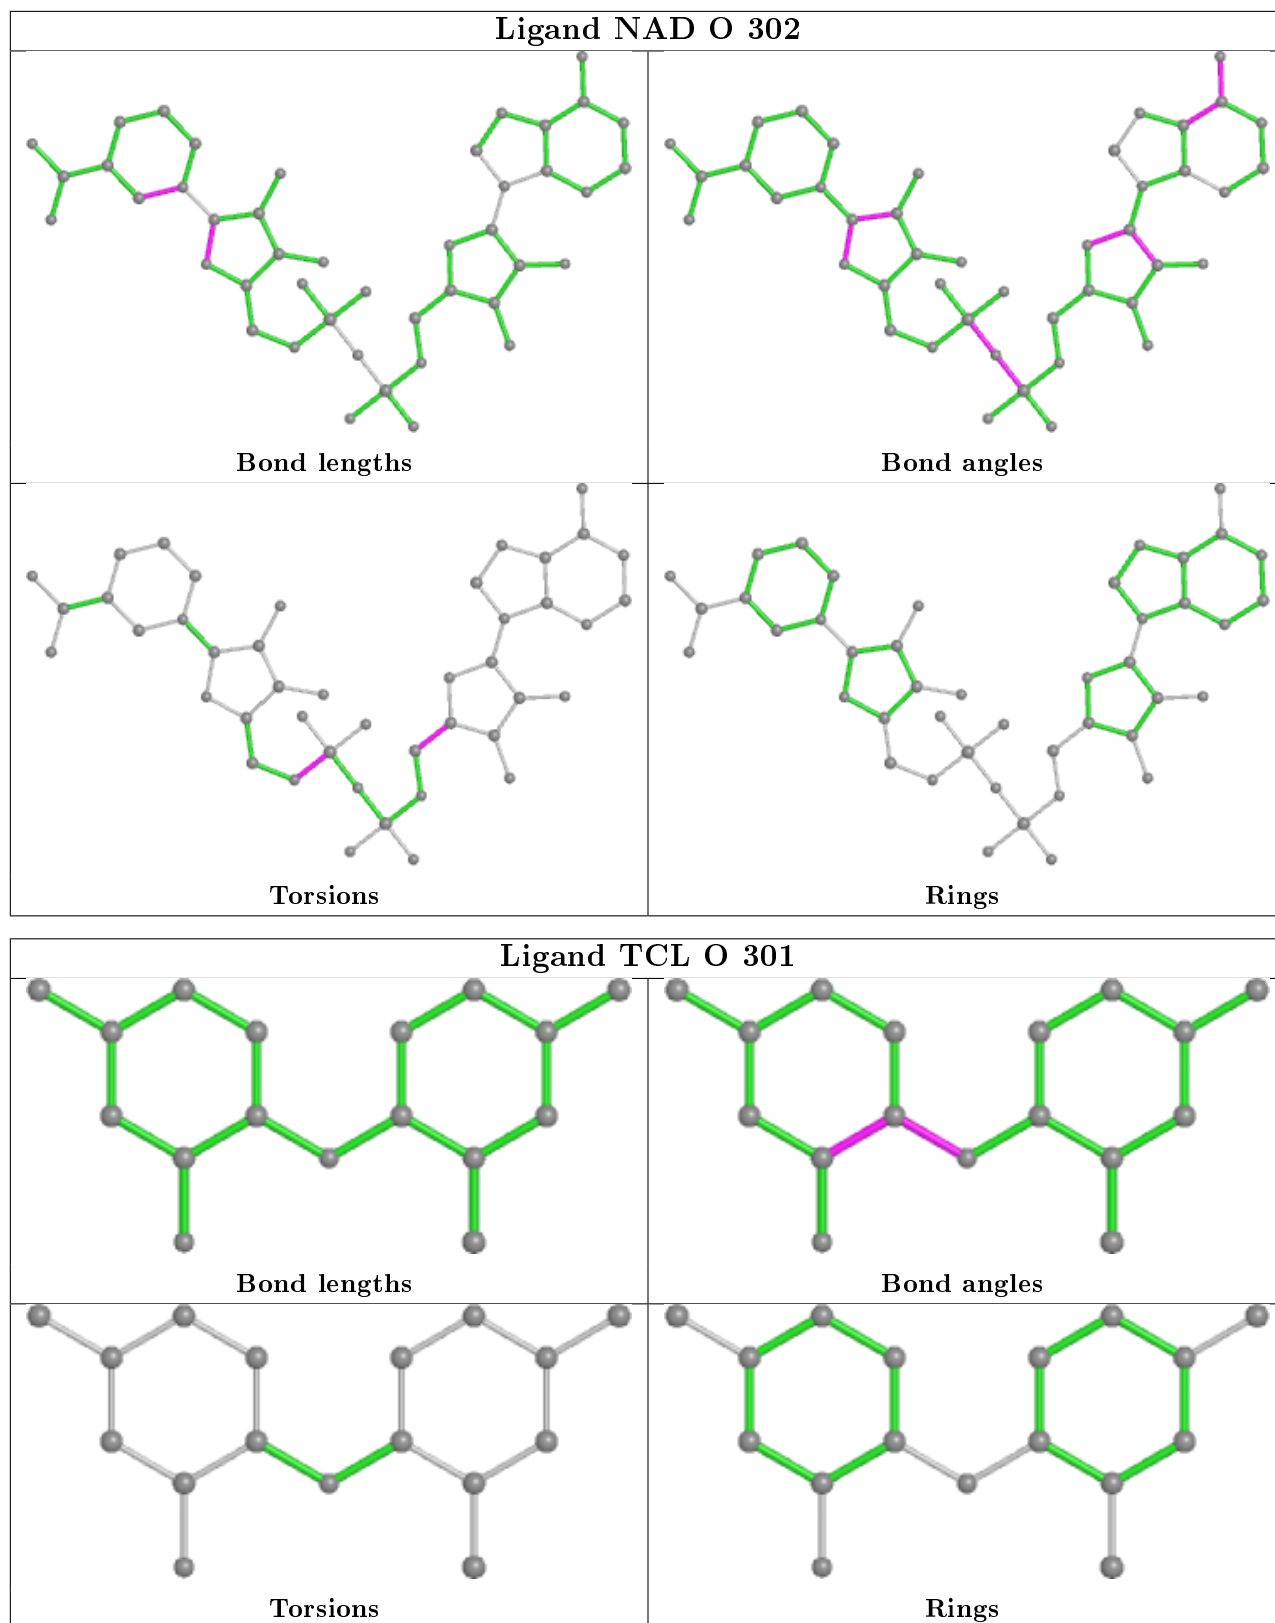 Ligand NAD O 302
Bond lengths
Bond angles
Torsions
Rings
Ligand TCL O 301
Bond lengths
Bond angles
Torsions
Rings